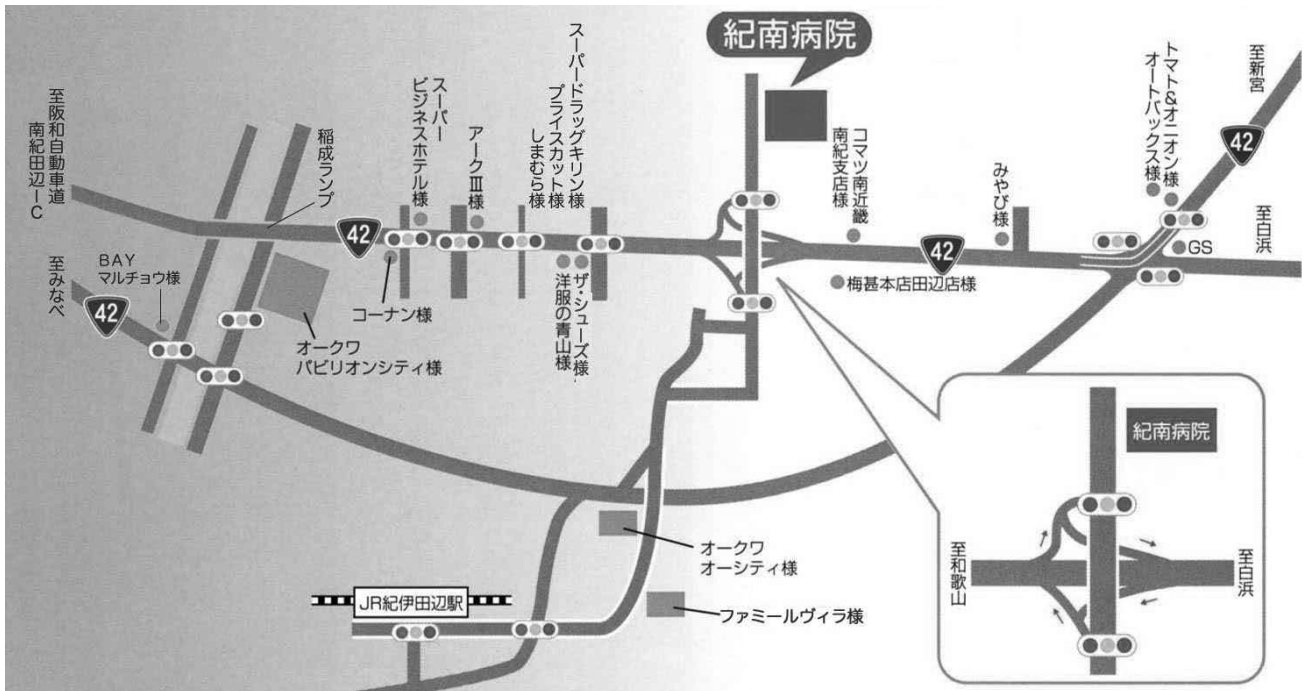 紀南病院
至阪和自動車道
南紀田辺ーC
稲成ランプ
スーパー
ビジネスホテル様
アークⅢ様
スーパードラッグキリン様
プライスカット様
しまむら様
コマツ南近畿
南紀支店様
みやび様
トマト&オニオン様
オートバックス様
至新宮
42
42
42
至白浜
GS
至みなべ
42
BAY
マルチョウ様
オークワ
パビリオンシティ様
コーナン様
ザ・シューズ様
洋服の青山様
梅甚本店田辺店様
紀南病院
至和歌山
至白浜
オークワ
オーシティ様
JR紀伊田辺駅
ファミールヴィラ様